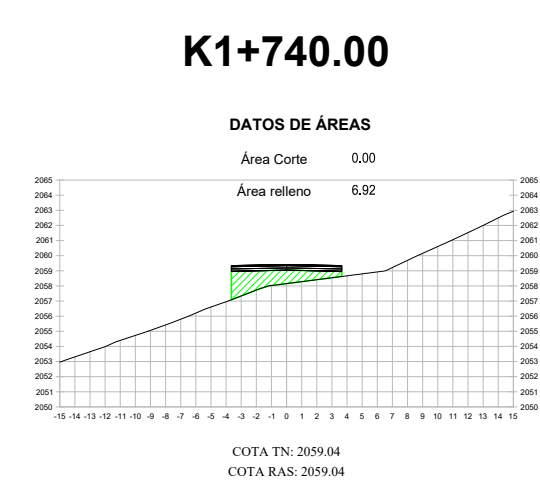 K1+740.00
DATOS DE ÁREAS
Área Corte 0.00
Área relleno 6.92
2065 2065
2064 2064
2063 2063
2062 2062
2061 2061
2060 2060
2059 2059
2058 2058
2057 2057
2056 2056
2055 2055
2054 2054
2053 2053
2052 2052
2051 2051
2050 2050
-15 -14 -13 -12 -11 -10 -9 -8 -7 -6 -5 -4 -3 -2 -1 0 1 2 3 4 5 6 7 8 9 10 11 12 13 14 15
COTA TN: 2059.04
COTA RAS: 2059.04